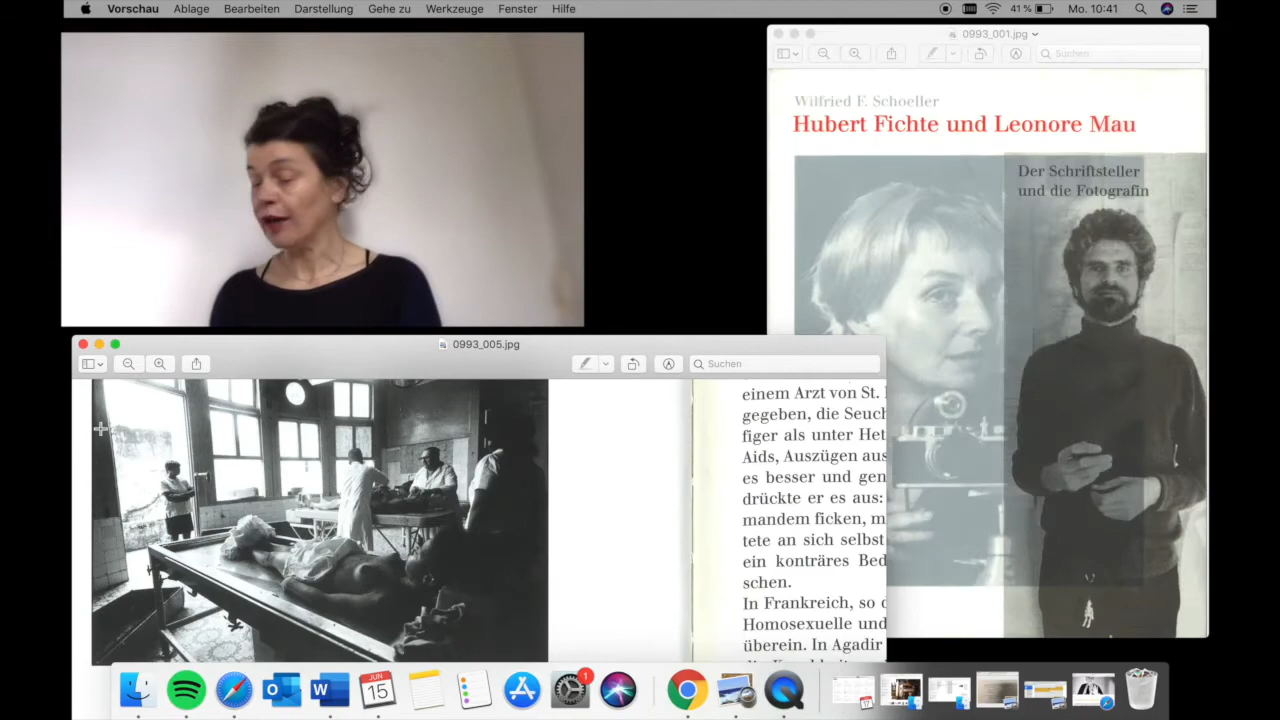 Vorschau Ablage Bearbeiten Darstellung Gehe zu Werkzeuge Fenster Hilfe 41 % Mo. 10:41
0993_001.jpg
Suchen
Wilfried F. Schoeller
Hubert Fichte und Leonore Mau
Der Schriftsteller
und die Fotografin
0993_005.jpg
Suchen
einem Arzt von St.
gegeben, die Seuch
figer als unter Het
Aids, Auszügen aus
es besser und gen
drückte er es aus:
mandem ficken, m
tete an sich selbst
ein konträres Bed
schen.
In Frankreich, so d
Homosexuelle und
überein. In Agadir
JUN
15
1
17